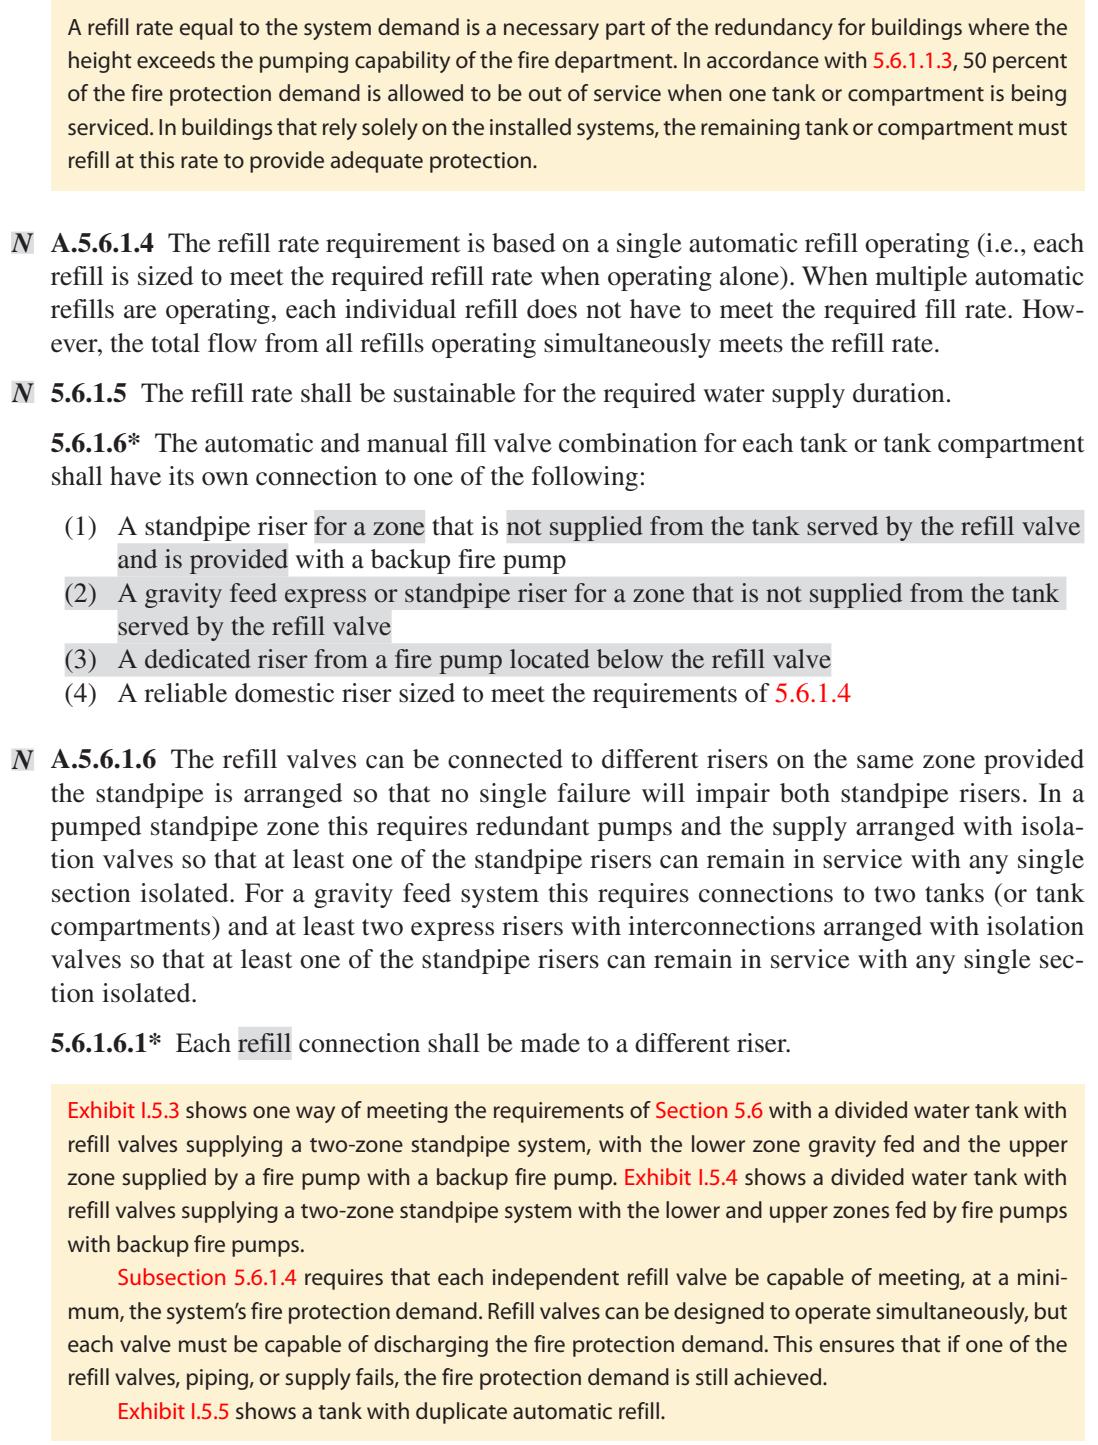 A refill rate equal to the system demand is a necessary part of the redundancy for buildings where the
height exceeds the pumping capability of the fire department. In accordance with 5.6.1.1.3, 50 percent
of the fire protection demand is allowed to be out of service when one tank or compartment is being
serviced. In buildings that rely solely on the installed systems, the remaining tank or compartment must
refill at this rate to provide adequate protection.
N A.5.6.1.4 The refill rate requirement is based on a single automatic refill operating (i.e., each
refill is sized to meet the required refill rate when operating alone). When multiple automatic
refills are operating, each individual refill does not have to meet the required fill rate. How-
ever, the total flow from all refills operating simultaneously meets the refill rate.
N 5.6.1.5 The refill rate shall be sustainable for the required water supply duration.
5.6.1.6* The automatic and manual fill valve combination for each tank or tank compartment
shall have its own connection to one of the following:
(1) A standpipe riser for a zone that is not supplied from the tank served by the refill valve
and is provided with a backup fire pump
(2) A gravity feed express or standpipe riser for a zone that is not supplied from the tank
served by the refill valve
(3) A dedicated riser from a fire pump located below the refill valve
(4) A reliable domestic riser sized to meet the requirements of 5.6.1.4
N A.5.6.1.6 The refill valves can be connected to different risers on the same zone provided
the standpipe is arranged so that no single failure will impair both standpipe risers. In a
pumped standpipe zone this requires redundant pumps and the supply arranged with isola-
tion valves so that at least one of the standpipe risers can remain in service with any single
section isolated. For a gravity feed system this requires connections to two tanks (or tank
compartments) and at least two express risers with interconnections arranged with isolation
valves so that at least one of the standpipe risers can remain in service with any single sec-
tion isolated.
5.6.1.6.1* Each refill connection shall be made to a different riser.
Exhibit I.5.3 shows one way of meeting the requirements of Section 5.6 with a divided water tank with
refill valves supplying a two-zone standpipe system, with the lower zone gravity fed and the upper
zone supplied by a fire pump with a backup fire pump. Exhibit I.5.4 shows a divided water tank with
refill valves supplying a two-zone standpipe system with the lower and upper zones fed by fire pumps
with backup fire pumps.
Subsection 5.6.1.4 requires that each independent refill valve be capable of meeting, at a mini-
mum, the system's fire protection demand. Refill valves can be designed to operate simultaneously, but
each valve must be capable of discharging the fire protection demand. This ensures that if one of the
refill valves, piping, or supply fails, the fire protection demand is still achieved.
Exhibit I.5.5 shows a tank with duplicate automatic refill.